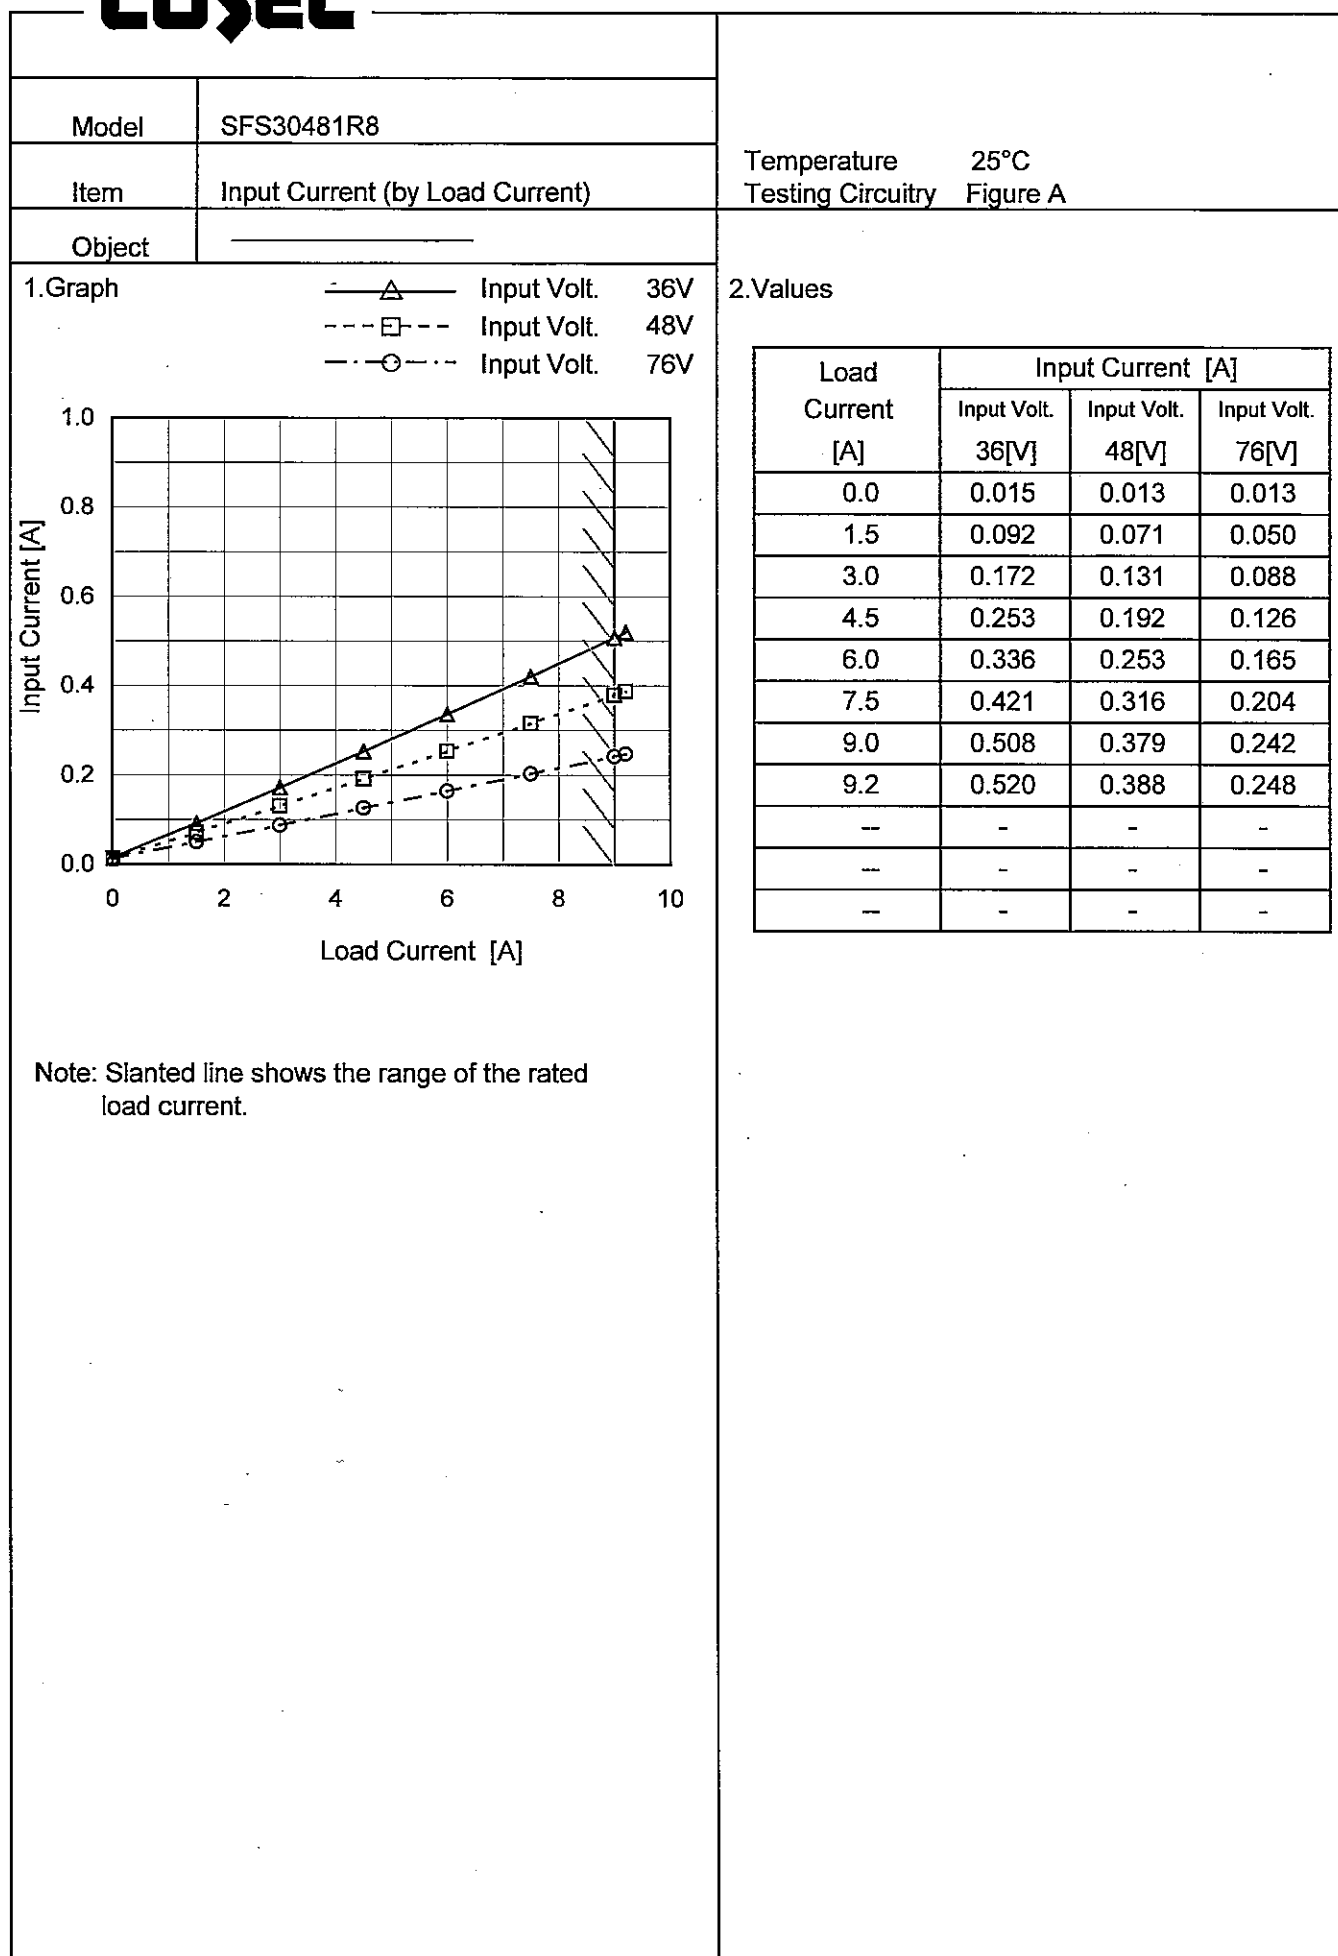 COSEL
Model SFS30481R8
Item Input Current (by Load Current)
Object
Temperature 25°C
Testing Circuitry Figure A
1.Graph
Input Volt. 36V
Input Volt. 48V
Input Volt. 76V
1.0
0.8
0.6
0.4
0.2
0.0
Input Current [A]
0 2 4 6 8 10
Load Current [A]
Note: Slanted line shows the range of the rated
load current.
2.Values
Load Input Current [A]
Current Input Volt. Input Volt. Input Volt.
[A] 36[V] 48[V] 76[V]
0.0 0.015 0.013 0.013
1.5 0.092 0.071 0.050
3.0 0.172 0.131 0.088
4.5 0.253 0.192 0.126
6.0 0.336 0.253 0.165
7.5 0.421 0.316 0.204
9.0 0.508 0.379 0.242
9.2 0.520 0.388 0.248
-- - - -
-- - - -
-- - - -